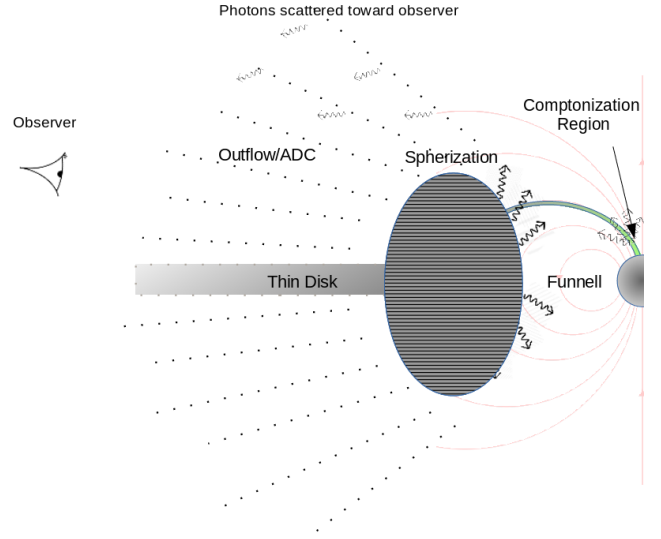 Photons scattered toward observer
Comptonization
Region
Observer
Outflow/ADC
Spherization
Thin Disk
Funnell